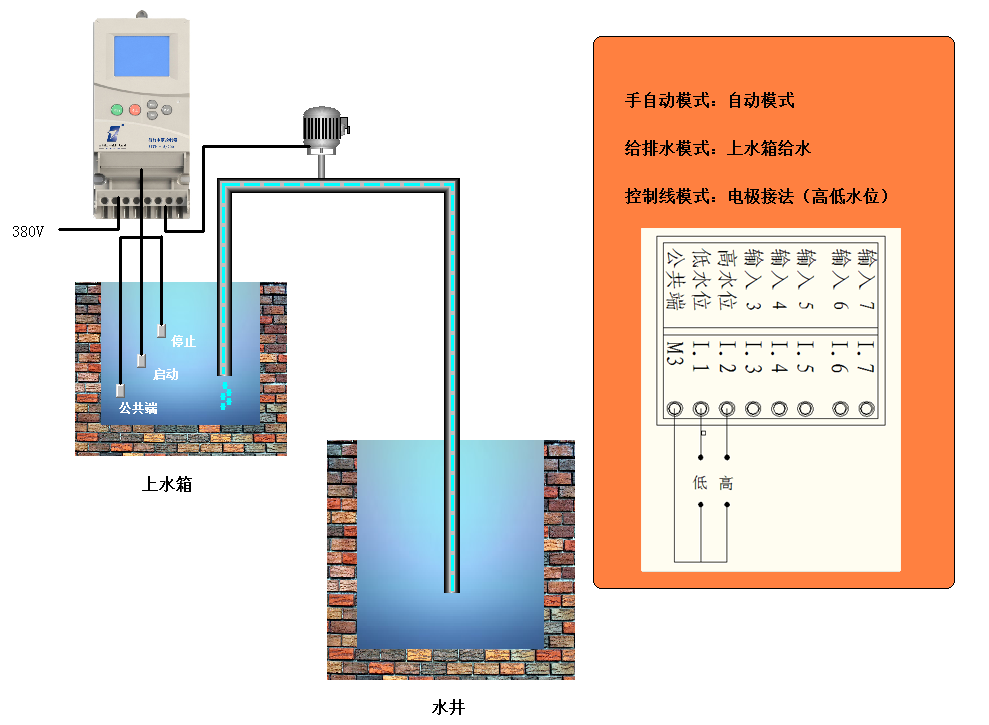 380V
停止
启动
公共端
上水箱
水井
手自动模式：自动模式
给排水模式：上水箱给水
控制线模式：电极接法（高低水位）
公共端
低水位
高水位
输入 3
输入 4
输入 5
输入 6
输入 7
M3
I.1
I.2
I.3
I.4
I.5
I.6
I.7
低
高